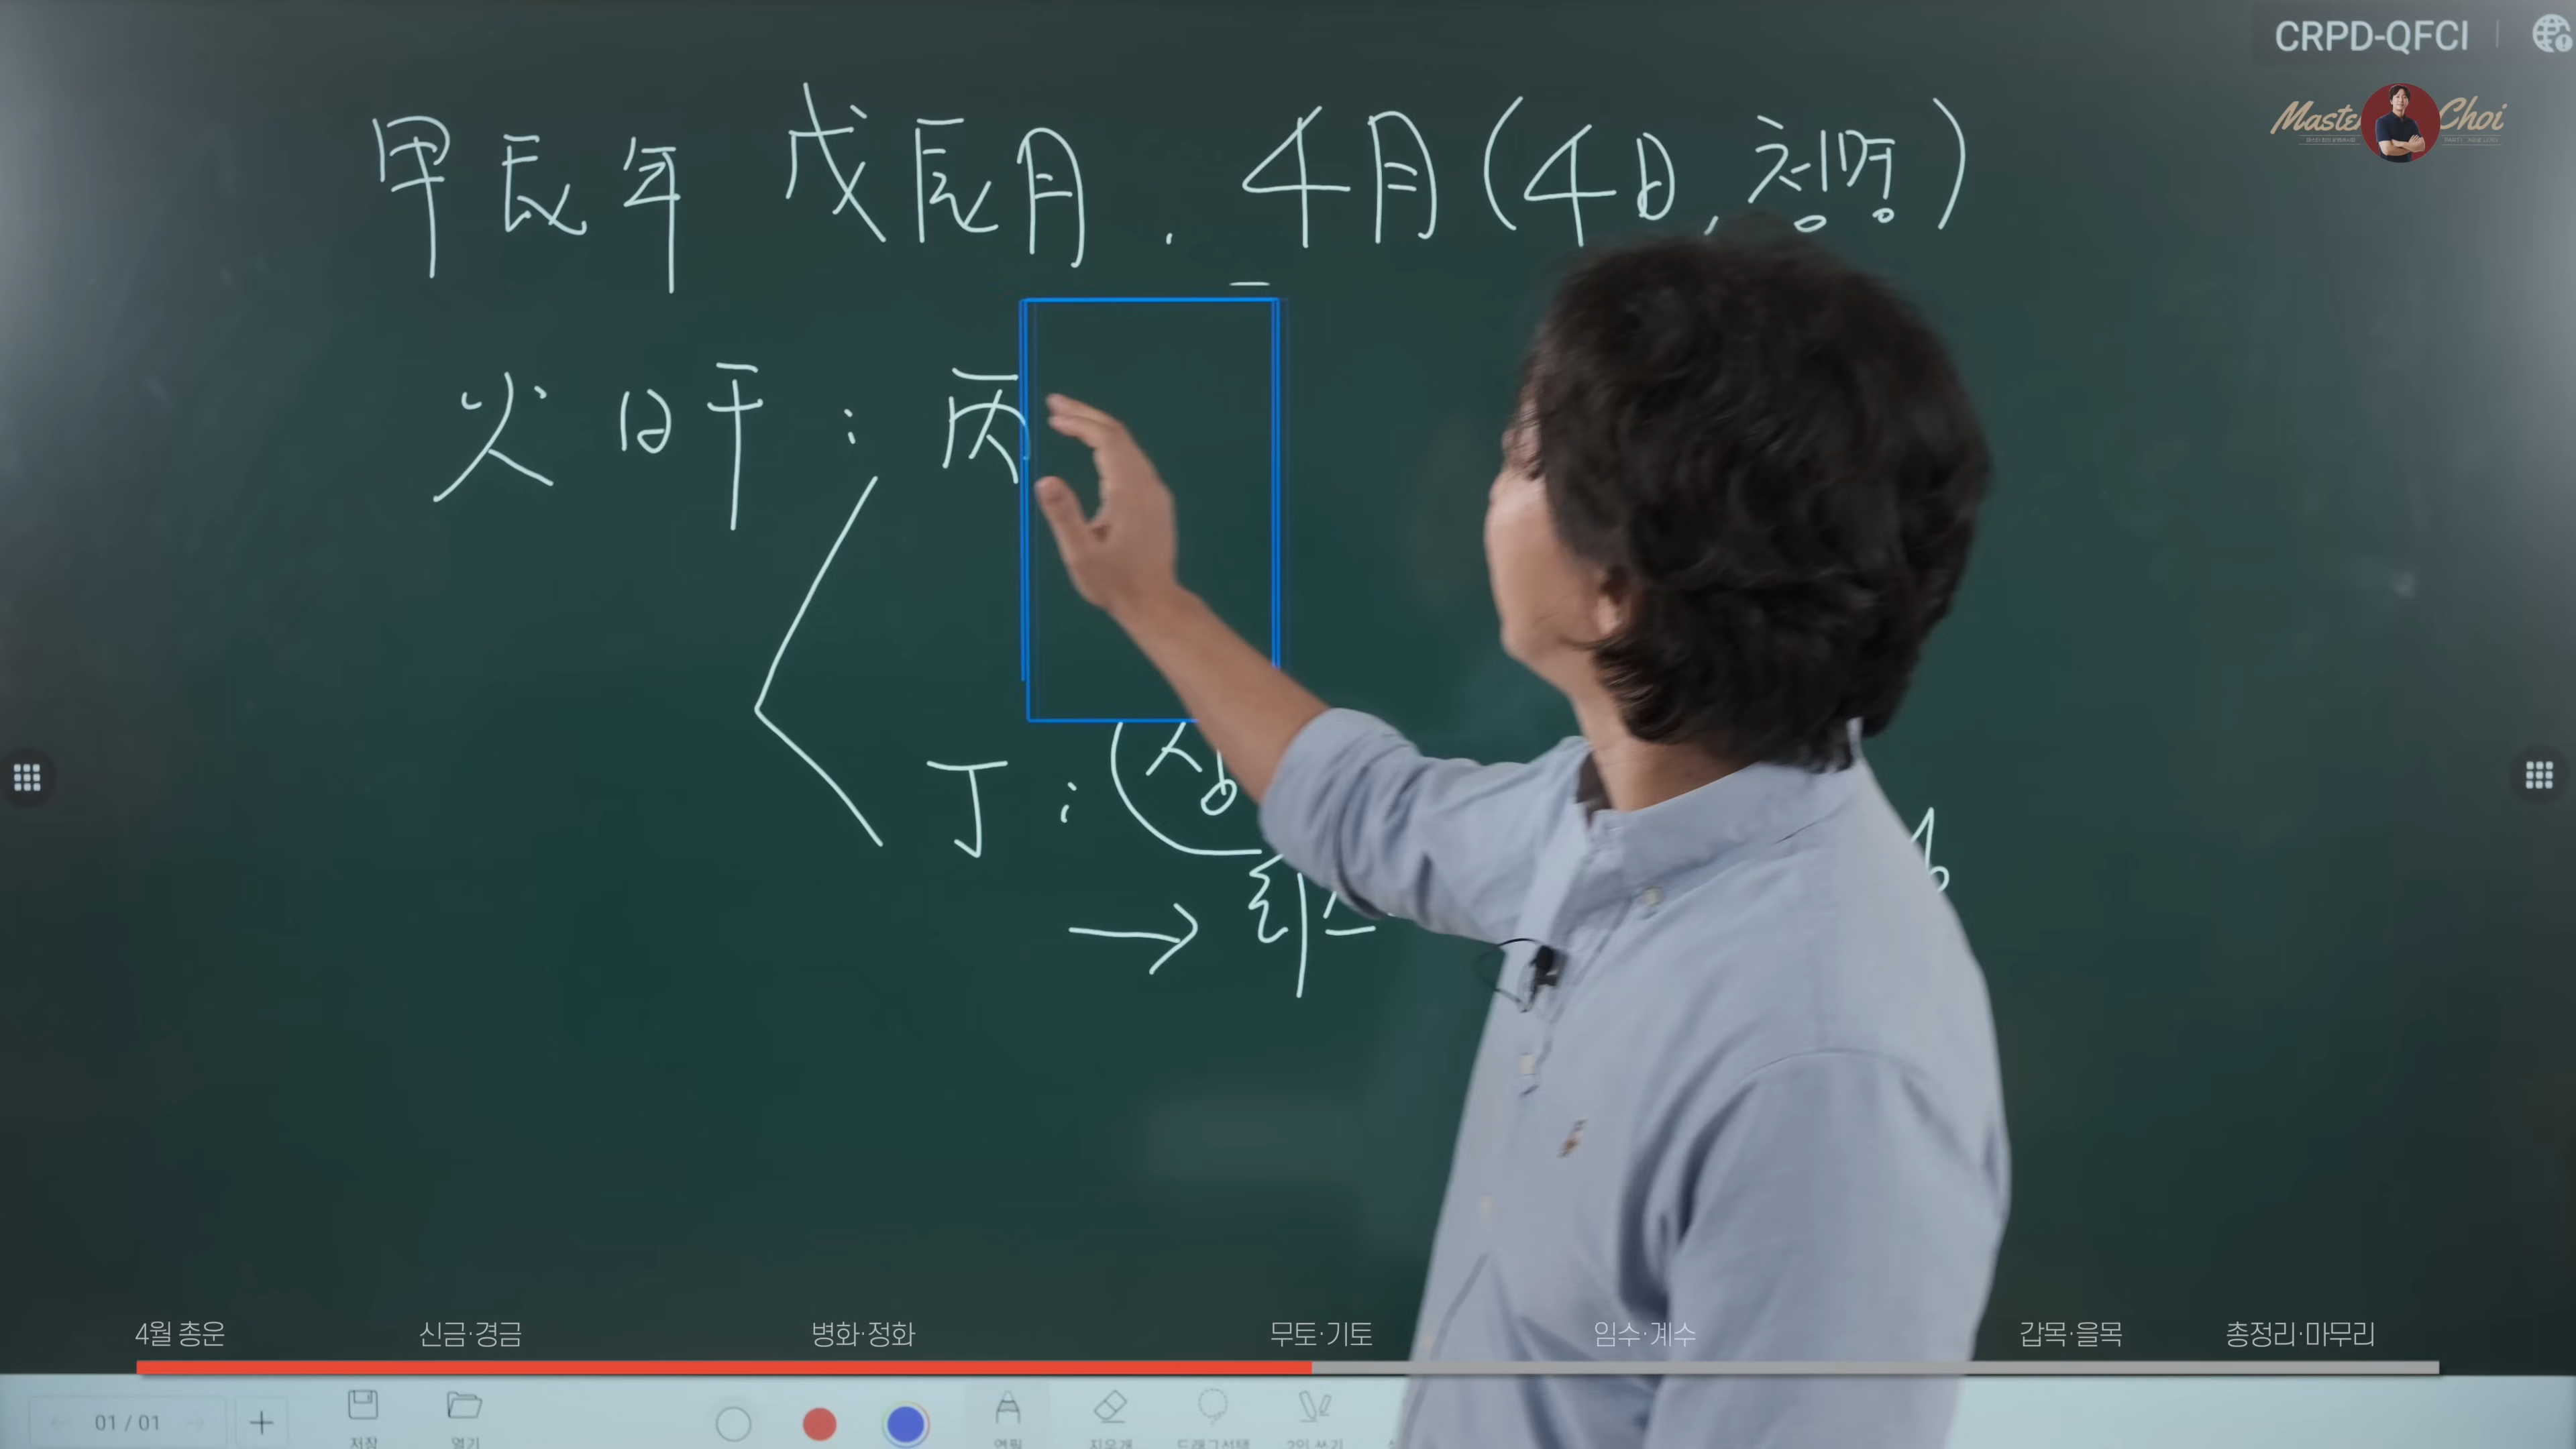 CRPD-QFCI
Master Choi
甲辰年 戊辰月. 4月(4日, 청명)
火日干: 丙
丁: (상
→
4월 총운 신금·경금 병화·정화 무토·기토 임수·계수 갑목·을목 총정리·마무리
01 / 01